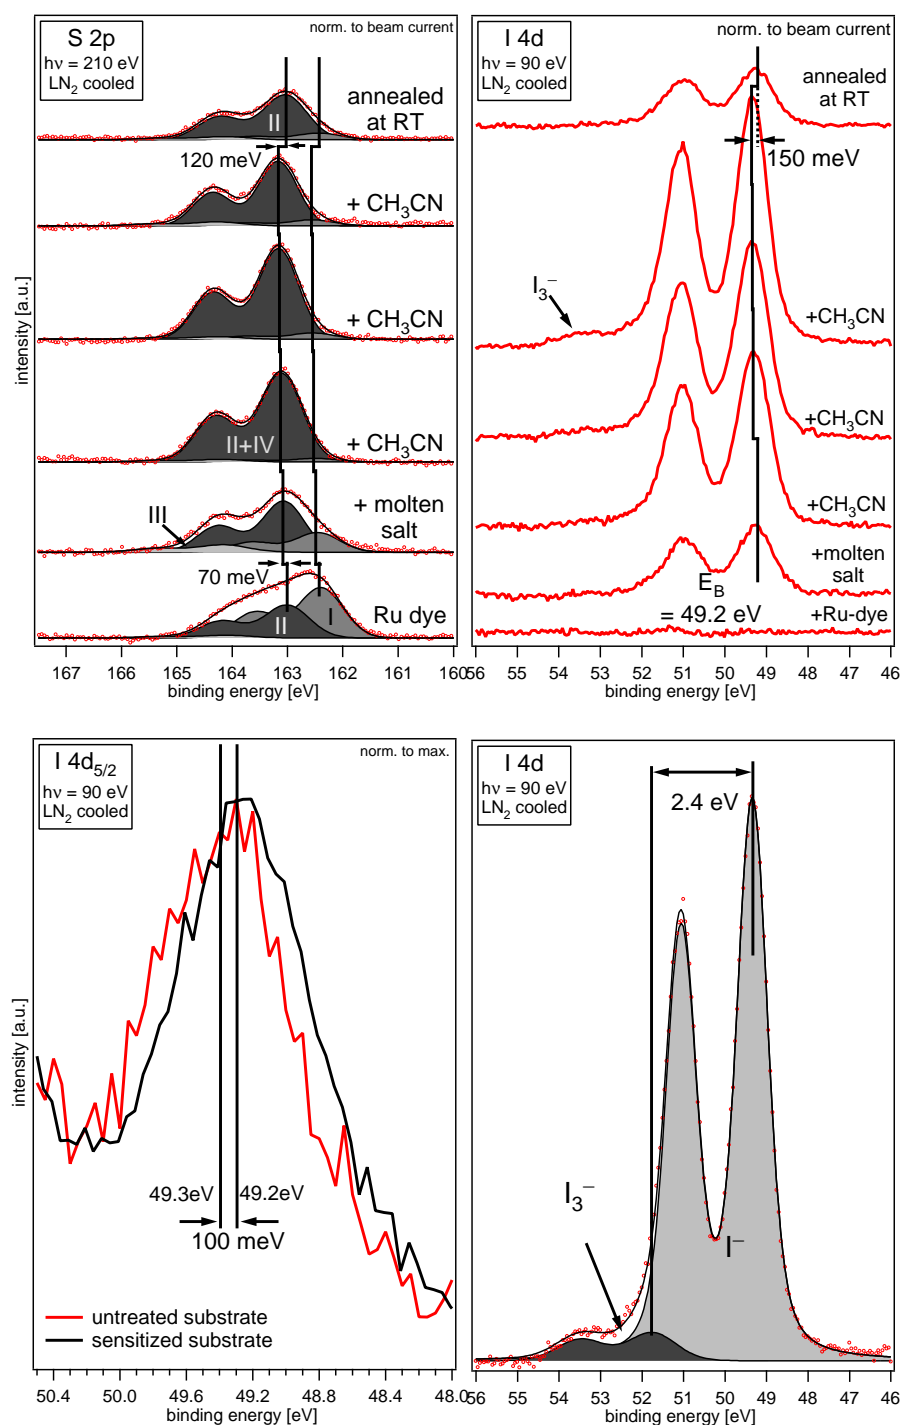 S 2p
hν = 210 eV
LN2 cooled
norm. to beam current
annealed
at RT
II
120 meV
+ CH3CN
+ CH3CN
II+IV
+ CH3CN
III
+ molten
salt
70 meV
II
I
Ru dye
intensity [a.u.]
167 166 165 164 163 162 161 160
binding energy [eV]
I 4d
hν = 90 eV
LN2 cooled
norm. to beam current
annealed
at RT
150 meV
I3−
+CH3CN
+CH3CN
+CH3CN
+molten
salt
EB
= 49.2 eV
+Ru-dye
56 55 54 53 52 51 50 49 48 47 46
binding energy [eV]
I 4d5/2
hν = 90 eV
LN2 cooled
norm. to max.
49.3eV
49.2eV
100 meV
untreated substrate
sensitized substrate
intensity [a.u.]
50.4 50.0 49.6 49.2 48.8 48.4 48.0
binding energy [eV]
I 4d
hν = 90 eV
LN2 cooled
2.4 eV
I3−
I−
56 55 54 53 52 51 50 49 48 47 46
binding energy [eV]